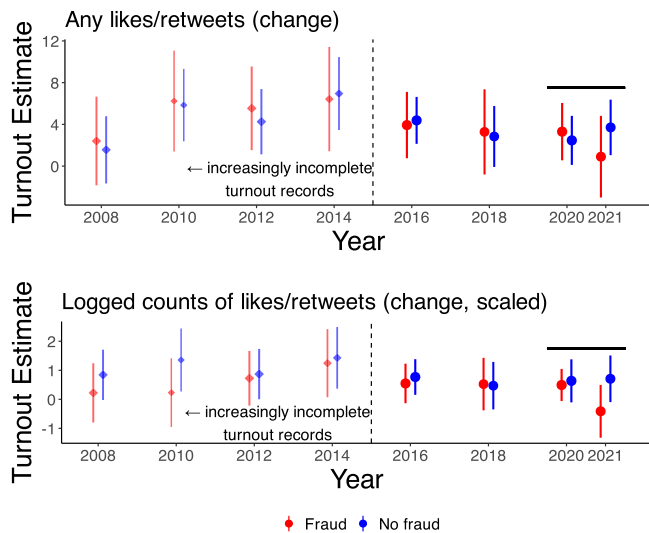 Any likes/retweets (change)
Turnout Estimate
12
8
4
0
← increasingly incomplete
turnout records
2008 2010 2012 2014 2016 2018 2020 2021
Year
Logged counts of likes/retweets (change, scaled)
Turnout Estimate
2
1
0
-1
← increasingly incomplete
turnout records
2008 2010 2012 2014 2016 2018 2020 2021
Year
Fraud No fraud